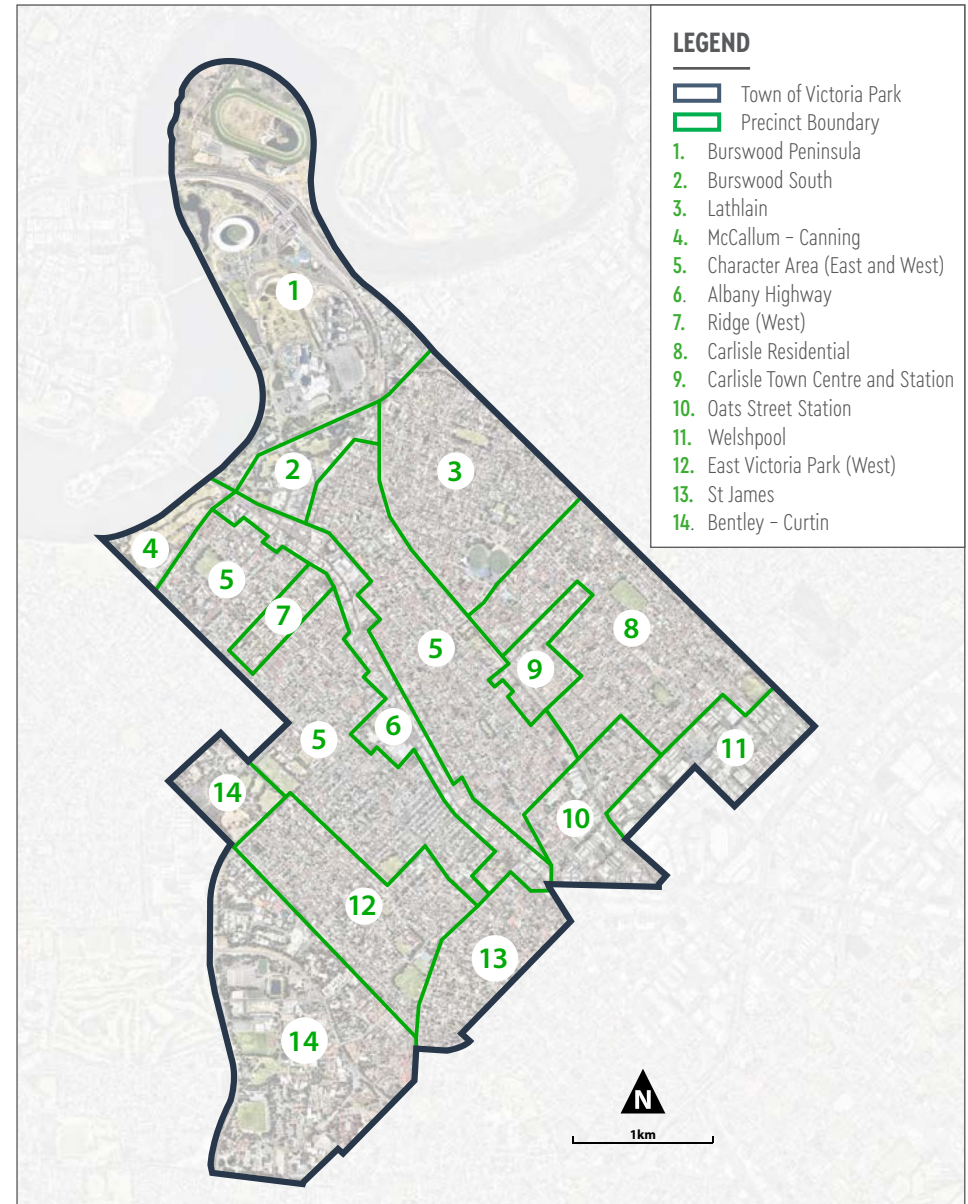 LEGEND
Town of Victoria Park
Precinct Boundary
1. Burswood Peninsula
2. Burswood South
3. Lathlain
4. McCallum – Canning
5. Character Area (East and West)
6. Albany Highway
7. Ridge (West)
8. Carlisle Residential
9. Carlisle Town Centre and Station
10. Oats Street Station
11. Welshpool
12. East Victoria Park (West)
13. St James
14. Bentley – Curtin
1
2
3
4
5
7
8
5
9
6
5
11
14
10
12
13
14
N
1km